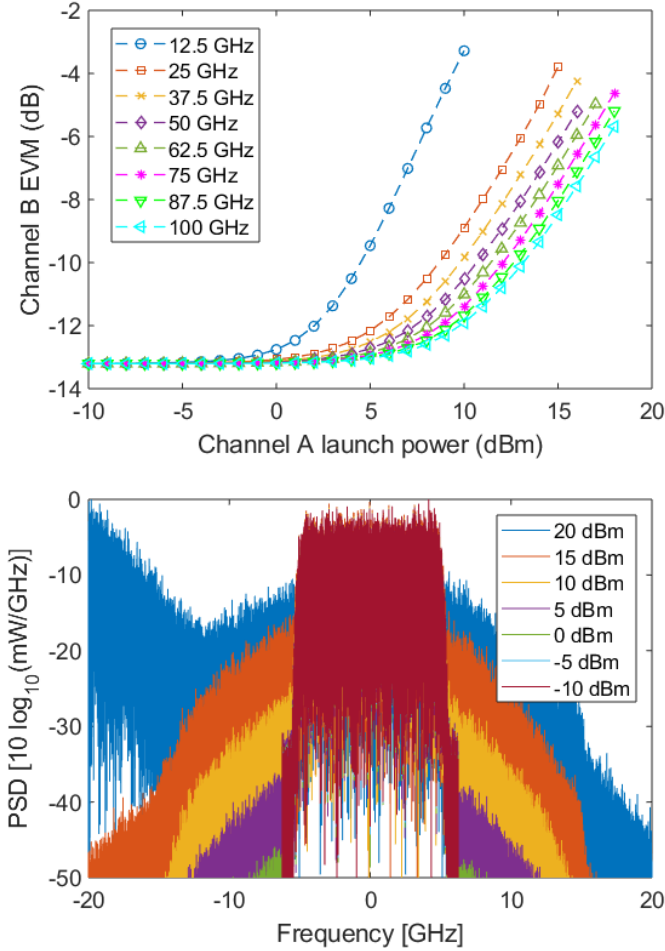 -2
-4
-6
-8
-10
-12
-14
Channel B EVM (dB)
12.5 GHz
25 GHz
37.5 GHz
50 GHz
62.5 GHz
75 GHz
87.5 GHz
100 GHz
-10 -5 0 5 10 15 20
Channel A launch power (dBm)
0
-10
-20
-30
-40
-50
PSD [10 log10(mW/GHz)]
20 dBm
15 dBm
10 dBm
5 dBm
0 dBm
-5 dBm
-10 dBm
-20 -10 0 10 20
Frequency [GHz]